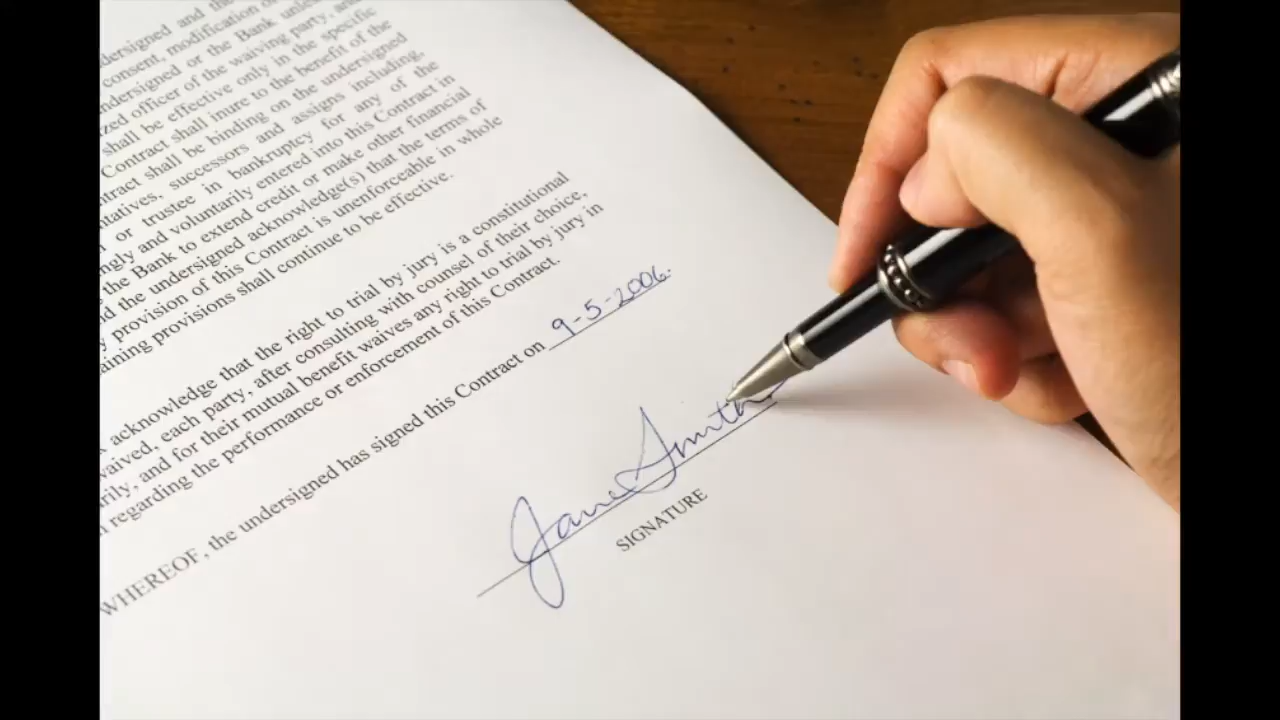 undersigned and the
consent, modification or
undersigned or the Bank unless
officer of the waiving party, and
shall be effective only in the specific
Contract shall inure to the benefit of the
shall be binding on the undersigned
successors and assigns including,
or trustee in bankruptcy for any of the
and voluntarily entered into this Contract in
the Bank to extend credit or make other financial
the undersigned acknowledge(s) that the terms of
provision of this Contract is unenforceable in whole
provisions shall continue to be effective.
acknowledge that the right to trial by jury is a constitutional
waived, each party, after consulting with counsel of their choice,
and for their mutual benefit waives any right to trial by jury in
regarding the performance or enforcement of this Contract.
WHEREOF, the undersigned has signed this Contract on 9-5-2006.
Jane Smith
SIGNATURE